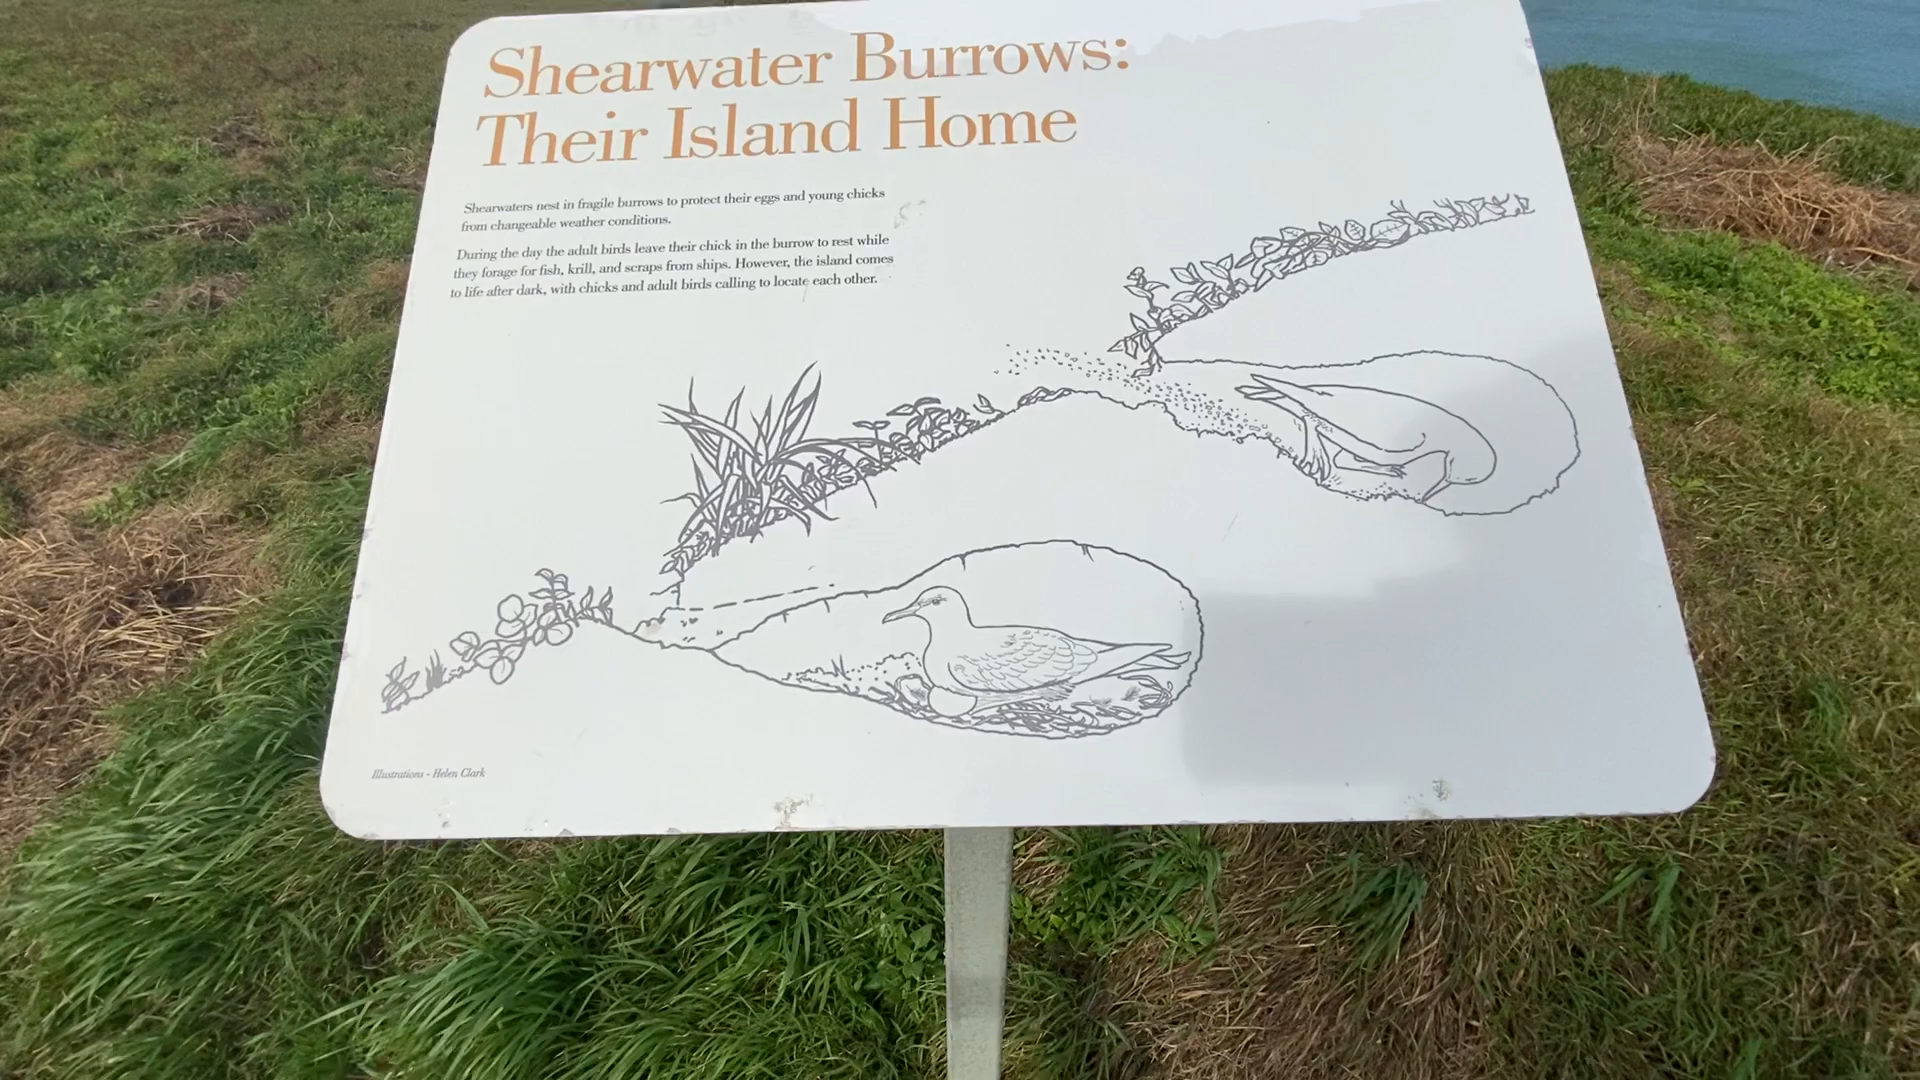 Shearwater Burrows:
Their Island Home
Shearwaters nest in fragile burrows to protect their eggs and young chicks
from changeable weather conditions.
During the day the adult birds leave their chick in the burrow to rest while
they forage for fish, krill, and scraps from ships. However, the island comes
to life after dark, with chicks and adult birds calling to locate each other.
Illustrations - Helen Clark